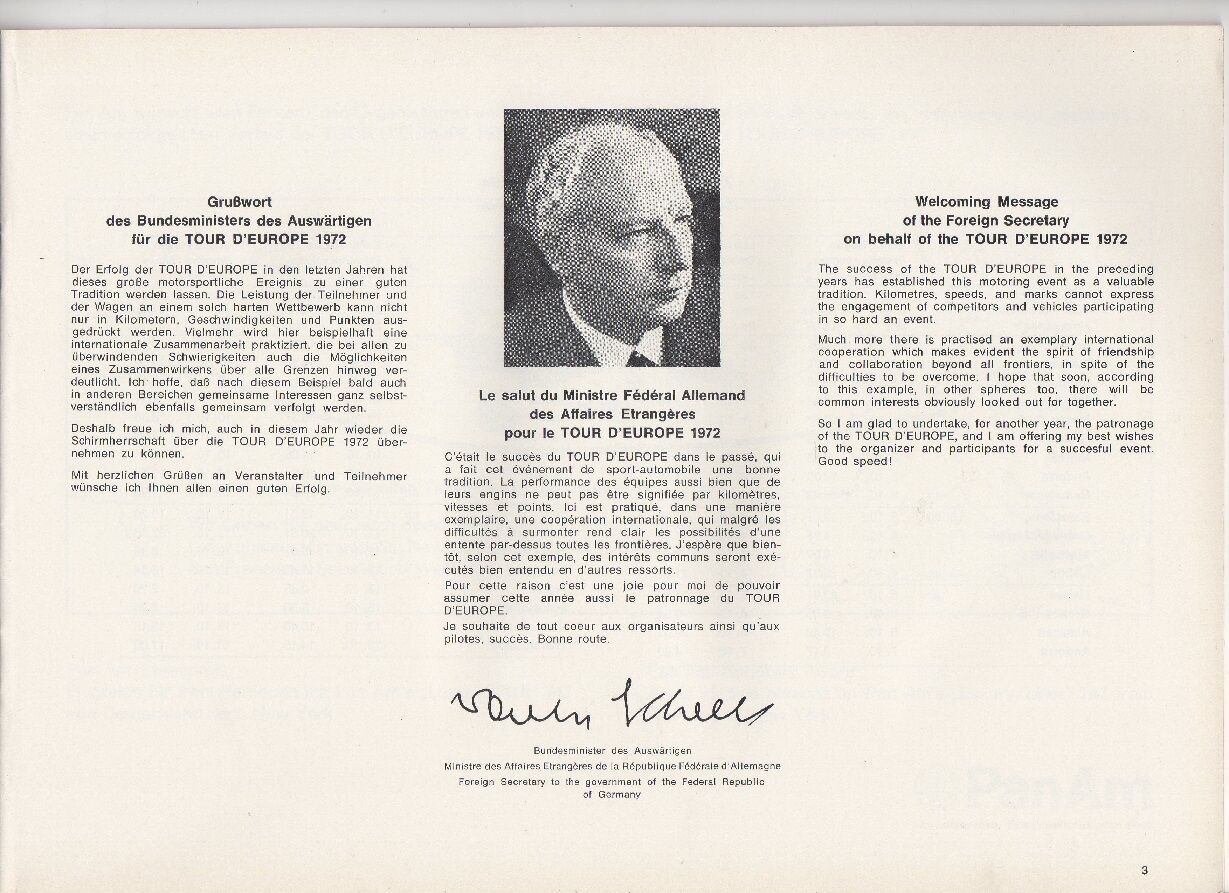 Grußwort
des Bundesministers des Auswärtigen
für die TOUR D'EUROPE 1972
Der Erfolg der TOUR D'EUROPE in den letzten Jahren hat
dieses große motorsportliche Ereignis zu einer guten
Tradition werden lassen. Die Leistung der Teilnehmer und
der Wagen an einem solch harten Wettbewerb kann nicht
nur in Kilometern, Geschwindigkeiten und Punkten aus-
gedrückt werden. Vielmehr wird hier beispielhaft eine
internationale Zusammenarbeit praktiziert, die bei allen zu
überwindenden Schwierigkeiten auch die Möglichkeiten
eines Zusammenwirkens über alle Grenzen hinweg ver-
deutlicht. Ich hoffe, daß nach diesem Beispiel bald auch
in anderen Bereichen gemeinsame Interessen ganz selbst-
verständlich ebenfalls gemeinsam verfolgt werden.
Deshalb freue ich mich, auch in diesem Jahr wieder die
Schirmherrschaft über die TOUR D'EUROPE 1972 über-
nehmen zu können.
Mit herzlichen Grüßen an Veranstalter und Teilnehmer
wünsche ich Ihnen allen einen guten Erfolg.
Le salut du Ministre Fédéral Allemand
des Affaires Etrangères
pour le TOUR D'EUROPE 1972
C'était le succès du TOUR D'EUROPE dans le passé, qui
a fait cet événement de sport-automobile une bonne
tradition. La performance des équipes aussi bien que de
leurs engins ne peut pas être signifiée par kilomètres,
vitesses et points. Ici est pratiqué, dans une manière
exemplaire, une coopération internationale, qui malgré les
difficultés à surmonter rend clair les possibilités d'une
entente par-dessus toutes les frontières. J'espère que bien-
tôt, selon cet exemple, des intérêts communs seront exé-
cutés bien entendu en d'autres ressorts.
Pour cette raison c'est une joie pour moi de pouvoir
assumer cette année aussi le patronnage du TOUR
D'EUROPE.
Je souhaite de tout coeur aux organisateurs ainsi qu'aux
pilotes, succès. Bonne route.
Walter Scheel
Bundesminister des Auswärtigen
Ministre des Affaires Etrangères de la République Fédérale d'Allemagne
Foreign Secretary to the government of the Federal Republic
of Germany
Welcoming Message
of the Foreign Secretary
on behalf of the TOUR D'EUROPE 1972
The success of the TOUR D'EUROPE in the preceding
years has established this motoring event as a valuable
tradition. Kilometres, speeds, and marks cannot express
the engagement of competitors and vehicles participating
in so hard an event.
Much more there is practised an exemplary international
cooperation which makes evident the spirit of friendship
and collaboration beyond all frontiers, in spite of the
difficulties to be overcome. I hope that soon, according
to this example, in other spheres too, there will be
common interests obviously looked out for together.
So I am glad to undertake, for another year, the patronage
of the TOUR D'EUROPE, and I am offering my best wishes
to the organizer and participants for a succesful event.
Good speed!
3